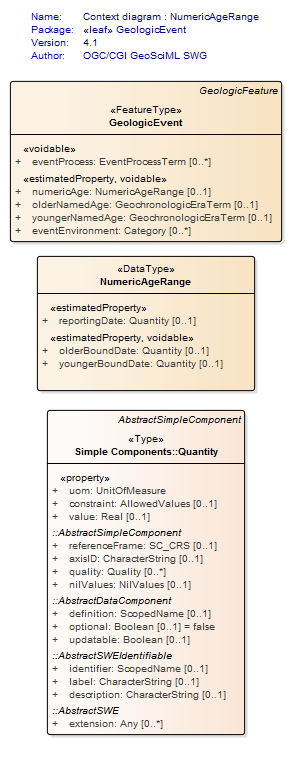 Name: Context diagram : NumericAgeRange
Package: «leaf» GeologicEvent
Version: 4.1
Author: OGC/CGI GeoSciML SWG
GeologicFeature
«FeatureType»
GeologicEvent
«voidable»
+ eventProcess: EventProcessTerm [0..*]
«estimatedProperty, voidable»
+ numericAge: NumericAgeRange [0..1]
+ olderNamedAge: GeochronologicEraTerm [0..1]
+ youngerNamedAge: GeochronologicEraTerm [0..1]
+ eventEnvironment: Category [0..*]
«DataType»
NumericAgeRange
«estimatedProperty»
+ reportingDate: Quantity [0..1]
«estimatedProperty, voidable»
+ olderBoundDate: Quantity [0..1]
+ youngerBoundDate: Quantity [0..1]
AbstractSimpleComponent
«Type»
Simple Components::Quantity
«property»
+ uom: UnitOfMeasure
+ constraint: AllowedValues [0..1]
+ value: Real [0..1]
::AbstractSimpleComponent
+ referenceFrame: SC_CRS [0..1]
+ axisID: CharacterString [0..1]
+ quality: Quality [0..*]
+ nilValues: NilValues [0..1]
::AbstractDataComponent
+ definition: ScopedName [0..1]
+ optional: Boolean [0..1] = false
+ updatable: Boolean [0..1]
::AbstractSWEIdentifiable
+ identifier: ScopedName [0..1]
+ label: CharacterString [0..1]
+ description: CharacterString [0..1]
::AbstractSWE
+ extension: Any [0..*]